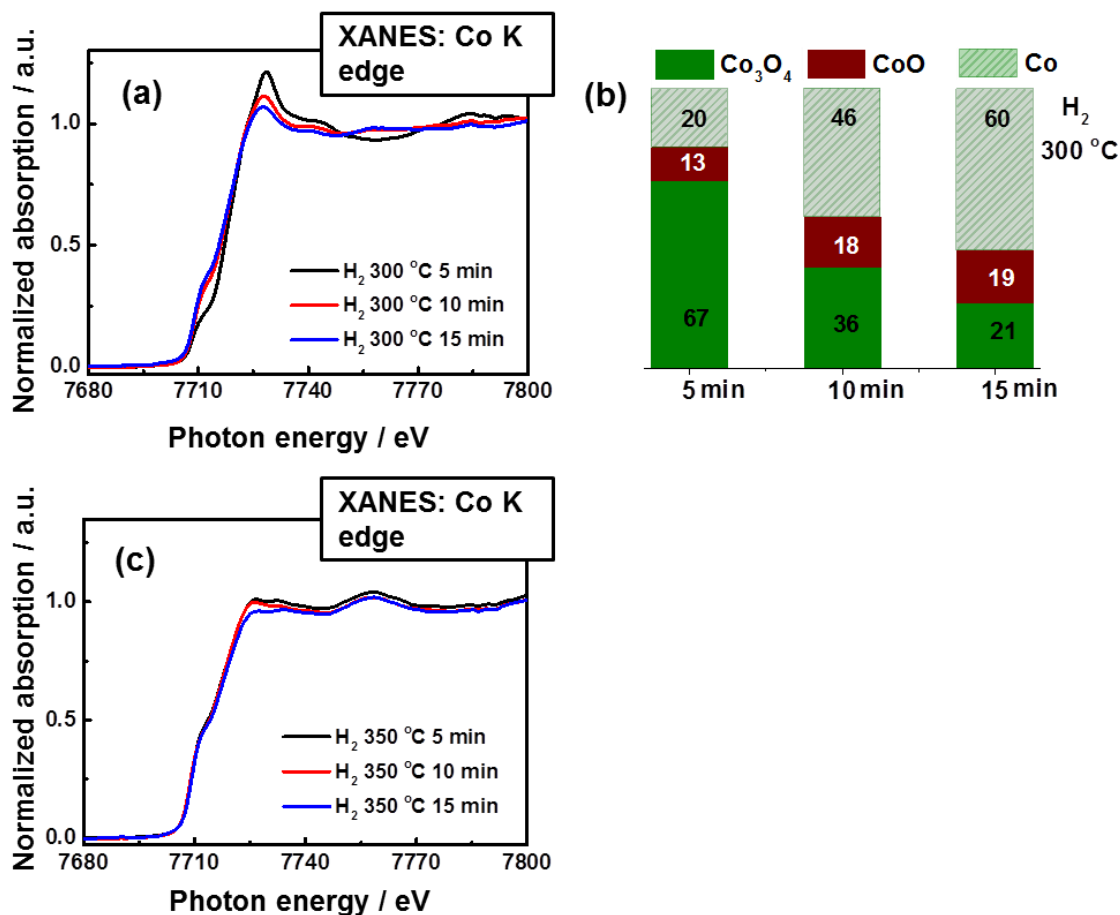 XANES: Co K
edge
(a)
Normalized absorption / a.u.
1.0
0.5
0.0
H₂ 300 °C 5 min
H₂ 300 °C 10 min
H₂ 300 °C 15 min
7680 7710 7740 7770 7800
Photon energy / eV
(b)
Co₃O₄ CoO Co
20 46 60
13 18 19
67 36 21
H₂
300 °C
5 min 10 min 15 min
XANES: Co K
edge
(c)
Normalized absorption / a.u.
1.0
0.5
0.0
H₂ 350 °C 5 min
H₂ 350 °C 10 min
H₂ 350 °C 15 min
7680 7710 7740 7770 7800
Photon energy / eV